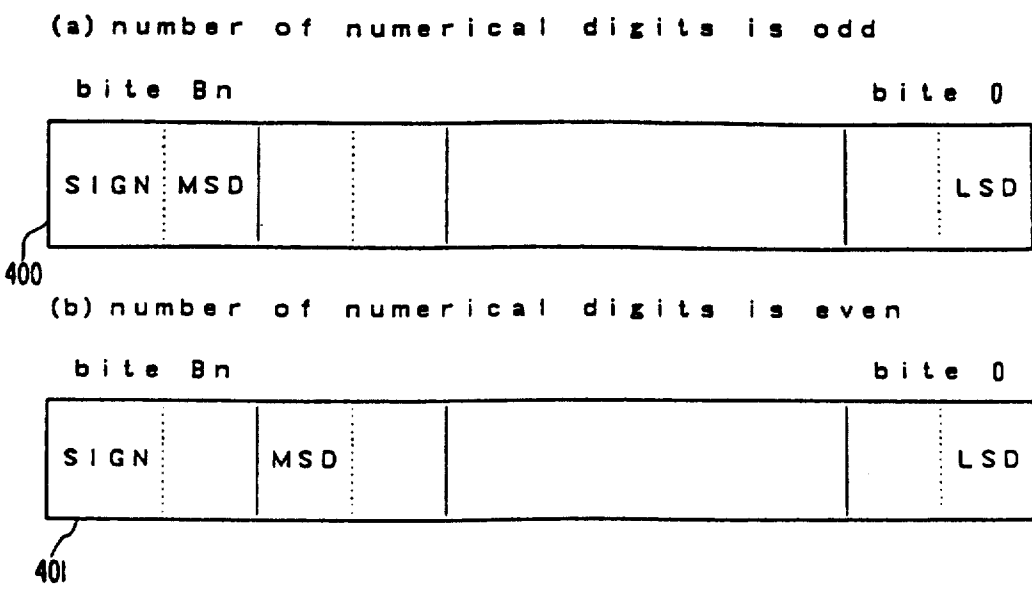 (a) number of numerical digits is odd
bite Bn bite 0
SIGN MSD LSD
400
(b) number of numerical digits is even
bite Bn bite 0
SIGN MSD LSD
401